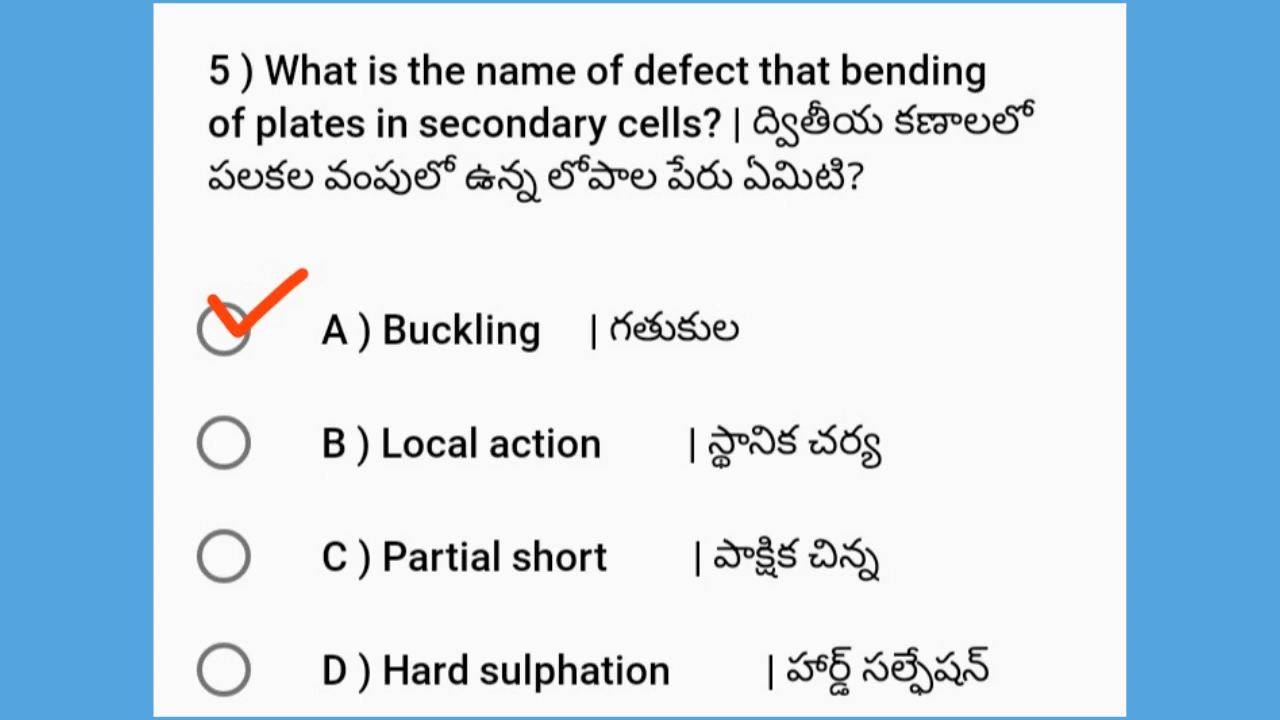 5 ) What is the name of defect that bending
of plates in secondary cells? | ద్వితీయ కణాలలో
పలకల వంపులో ఉన్న లోపాల పేరు ఏమిటి?
A ) Buckling | గతుకుల
B ) Local action | స్థానిక చర్య
C ) Partial short | పాక్షిక చిన్న
D ) Hard sulphation | హార్డ్ సల్ఫేషన్